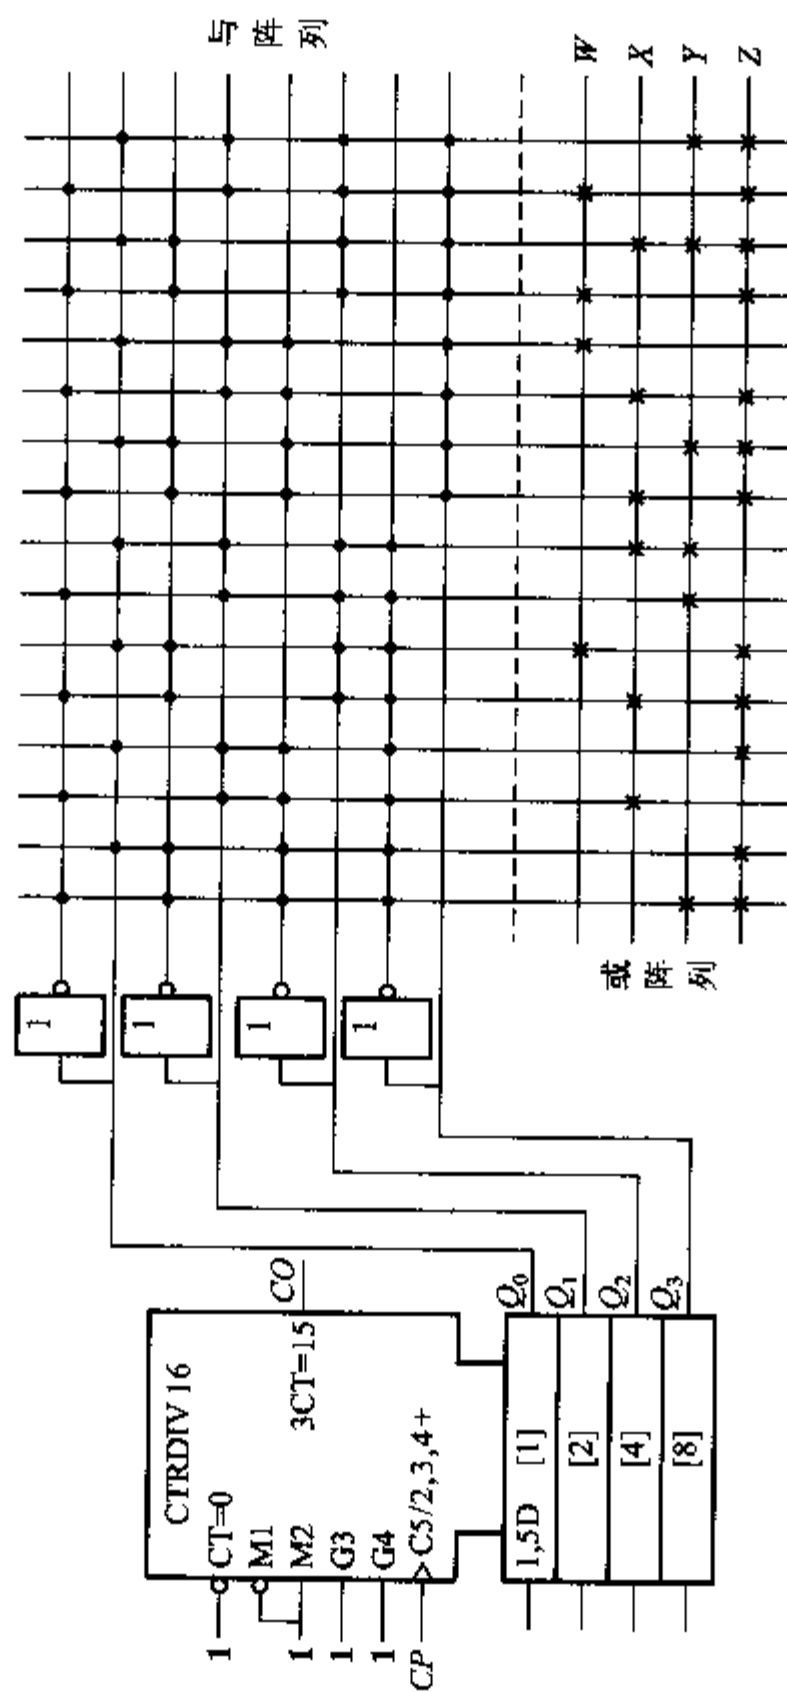 CTRDIV 16
CT=0
M1
M2
G3
G4
C5/2,3,4+
3CT=15
CO
1
1
1
1
CP
1,5D
[1]
[2]
[4]
[8]
Q₀
Q₁
Q₂
Q₃
1
1
1
1
与阵列
或阵列
W
X
Y
Z